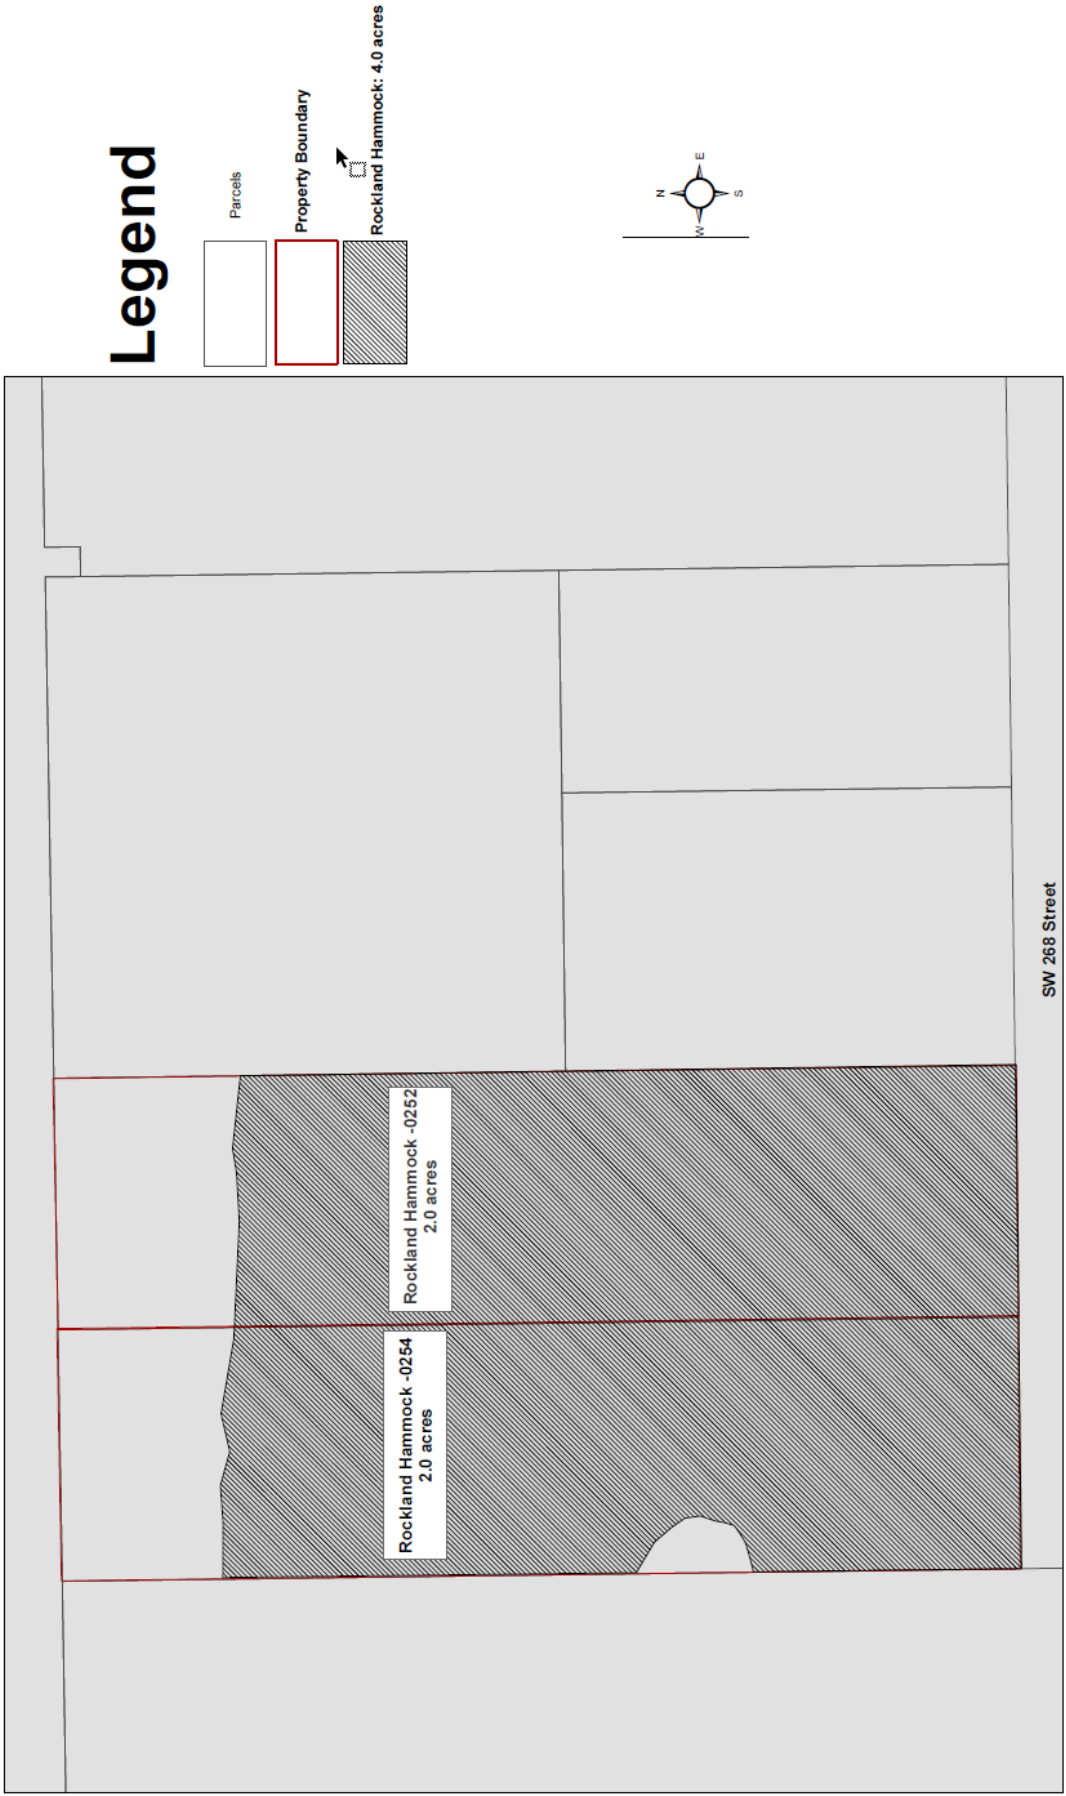 Legend
Parcels
Property Boundary
Rockland Hammock: 4.0 acres
N
E
S
W
Rockland Hammock -0254
2.0 acres
Rockland Hammock -0252
2.0 acres
SW 268 Street